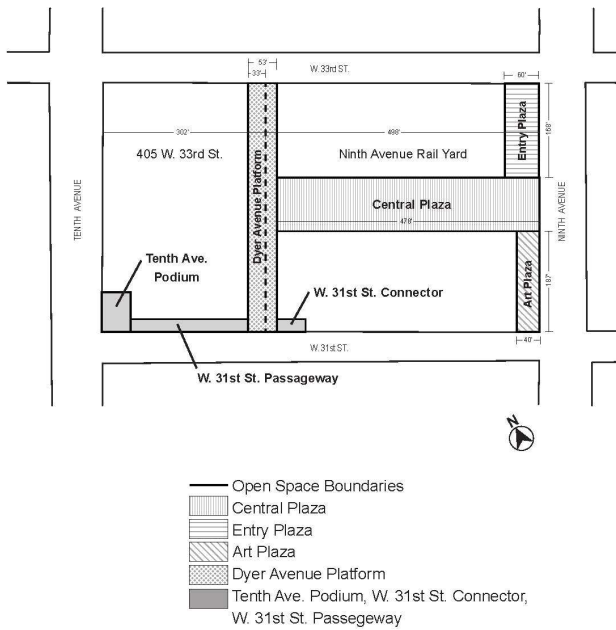 53'
33'
W. 33rd ST.
60'
302'
498'
168'
405 W. 33rd St.
Ninth Avenue Rail Yard
Entry Plaza
Dyer Avenue Platform
TENTH AVENUE
Central Plaza
478'
NINTH AVENUE
Tenth Ave.
Podium
W. 31st St. Connector
Art Plaza
187'
W. 31st ST.
40'
W. 31st St. Passageway
N
Open Space Boundaries
Central Plaza
Entry Plaza
Art Plaza
Dyer Avenue Platform
Tenth Ave. Podium, W. 31st St. Connector,
W. 31st St. Passegeway